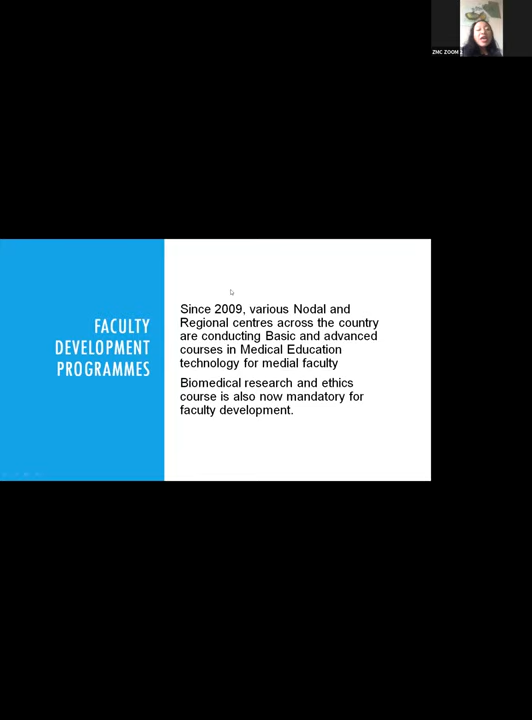 ZMC ZOOM
FACULTY
DEVELOPMENT
PROGRAMMES
Since 2009, various Nodal and
Regional centres across the country
are conducting Basic and advanced
courses in Medical Education
technology for medial faculty
Biomedical research and ethics
course is also now mandatory for
faculty development.